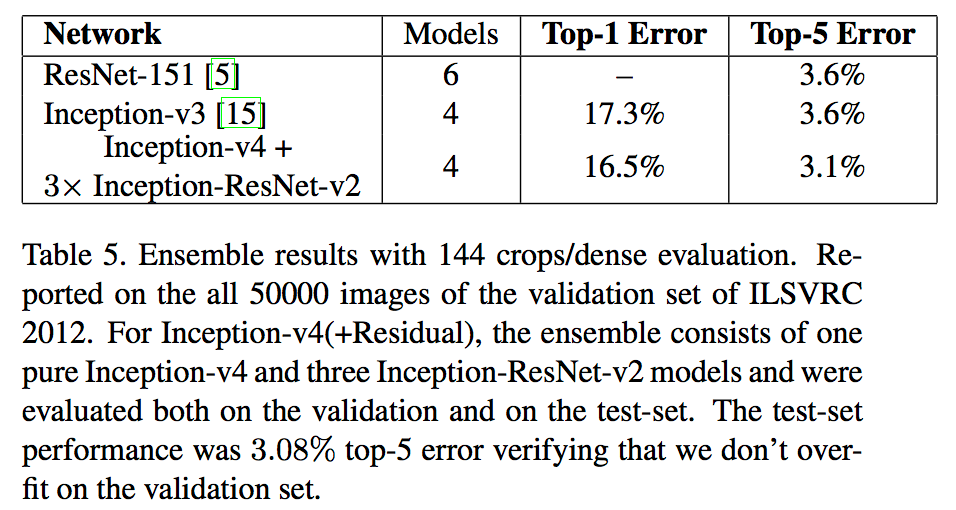 Network Models Top-1 Error Top-5 Error
ResNet-151 [5] 6 – 3.6%
Inception-v3 [15] 4 17.3% 3.6%
Inception-v4 +
3× Inception-ResNet-v2 4 16.5% 3.1%
Table 5. Ensemble results with 144 crops/dense evaluation. Re-
ported on the all 50000 images of the validation set of ILSVRC
2012. For Inception-v4(+Residual), the ensemble consists of one
pure Inception-v4 and three Inception-ResNet-v2 models and were
evaluated both on the validation and on the test-set. The test-set
performance was 3.08% top-5 error verifying that we don’t over-
fit on the validation set.